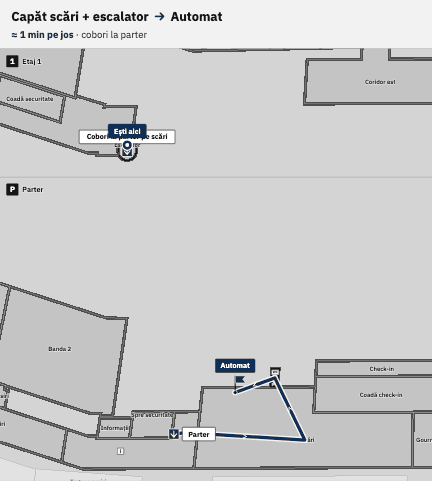 Capăt scări + escalator → Automat
≈ 1 min pe jos · cobori la parter
1 Etaj 1
Coridor est
Coadă securitate
Ești aici
P Parter
Banda 2
Automat
Check-in
Coadă check-in
Spre securitate
Informații
Parter